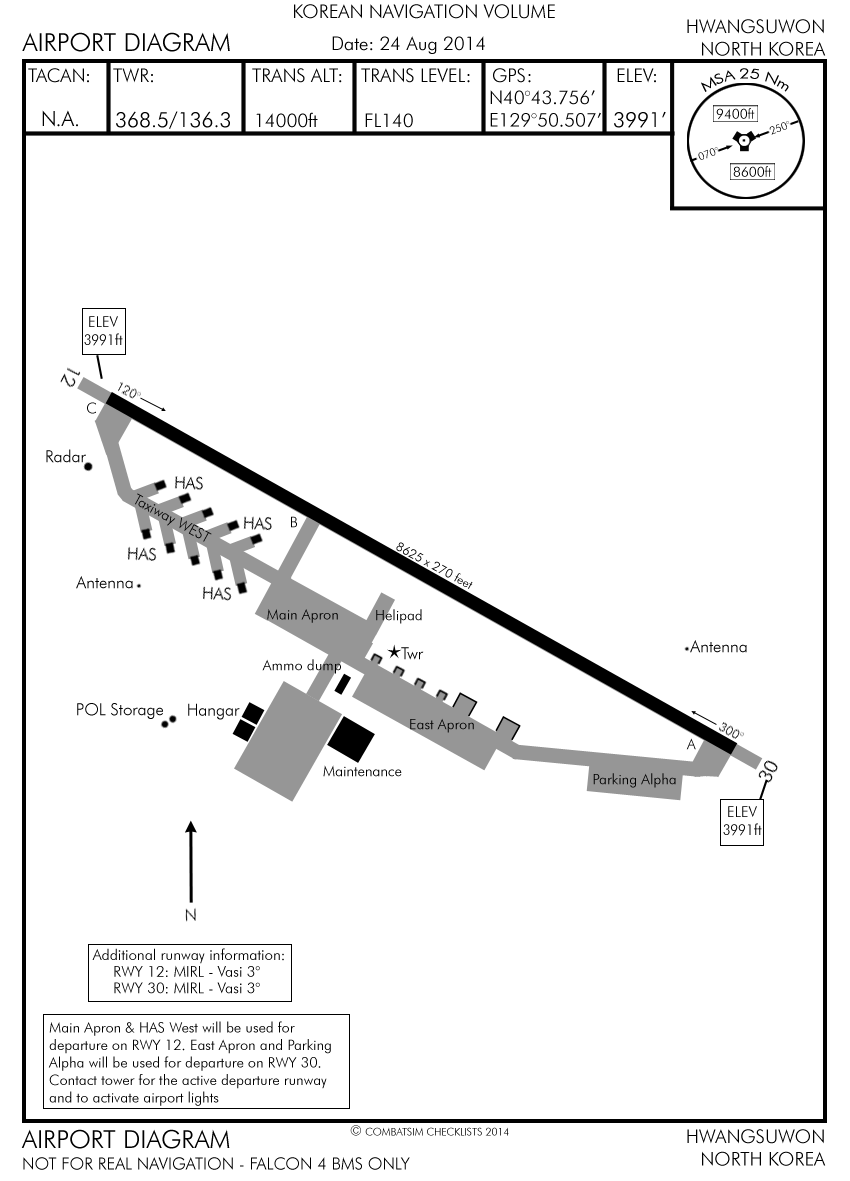 KOREAN NAVIGATION VOLUME
AIRPORT DIAGRAM
Date: 24 Aug 2014
HWANGSUWON
NORTH KOREA
TACAN:
N.A.
TWR:
368.5/136.3
TRANS ALT:
14000ft
TRANS LEVEL:
FL140
GPS:
N40°43.756′
E129°50.507′
ELEV:
3991′
MSA 25 Nm
9400ft
250°
070°
8600ft
ELEV
3991ft
12
120°
C
Radar
HAS
Taxiway WEST
HAS
B
HAS
8625 x 270 feet
Antenna
HAS
Main Apron
Helipad
Antenna
Twr
Ammo dump
POL Storage
Hangar
East Apron
300°
A
Maintenance
Parking Alpha
30
ELEV
3991ft
N
Additional runway information:
RWY 12: MIRL - Vasi 3°
RWY 30: MIRL - Vasi 3°
Main Apron & HAS West will be used for
departure on RWY 12. East Apron and Parking
Alpha will be used for departure on RWY 30.
Contact tower for the active departure runway
and to activate airport lights
AIRPORT DIAGRAM
© COMBATSIM CHECKLISTS 2014
HWANGSUWON
NOT FOR REAL NAVIGATION - FALCON 4 BMS ONLY
NORTH KOREA